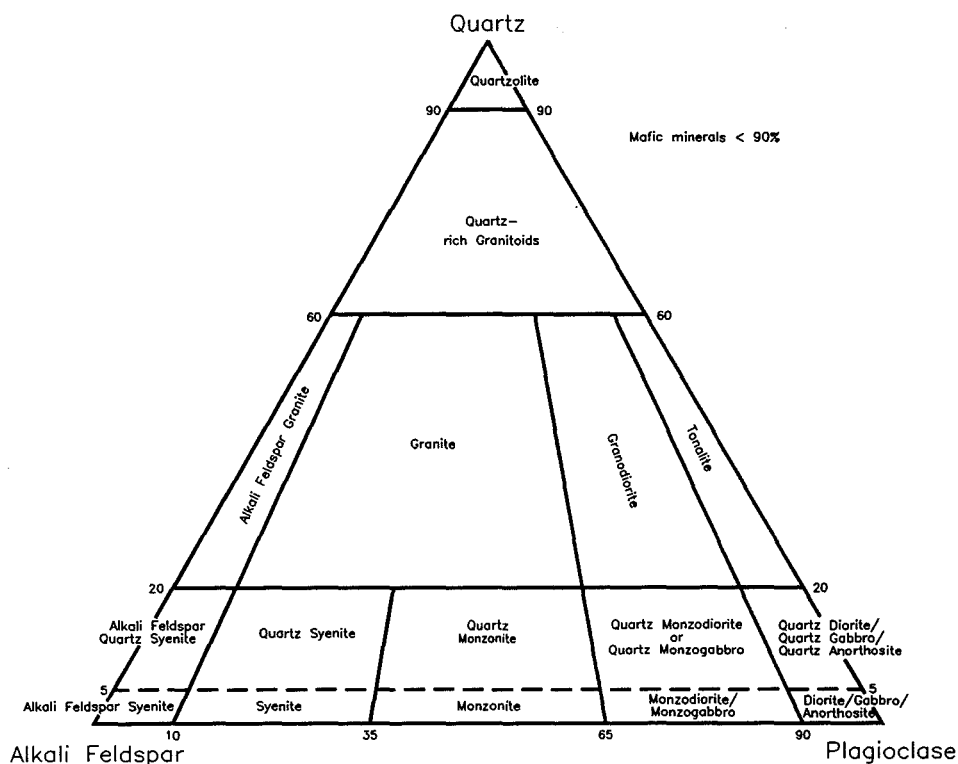 Quartz
Quartzolite
90
90
Mafic minerals < 90%
Quartz–
rich Granitoids
60
60
Alkali Feldspar Granite
Granite
Granodiorite
Tonalite
20
20
Alkali Feldspar
Quartz Syenite
Quartz Syenite
Quartz
Monzonite
Quartz Monzodiorite
or
Quartz Monzogabbro
Quartz Diorite/
Quartz Gabbro/
Quartz Anorthosite
5
5
Alkali Feldspar Syenite
Syenite
Monzonite
Monzodiorite/
Monzogabbro
Diorite/Gabbro/
Anorthosite
10
35
65
90
Alkali Feldspar
Plagioclase